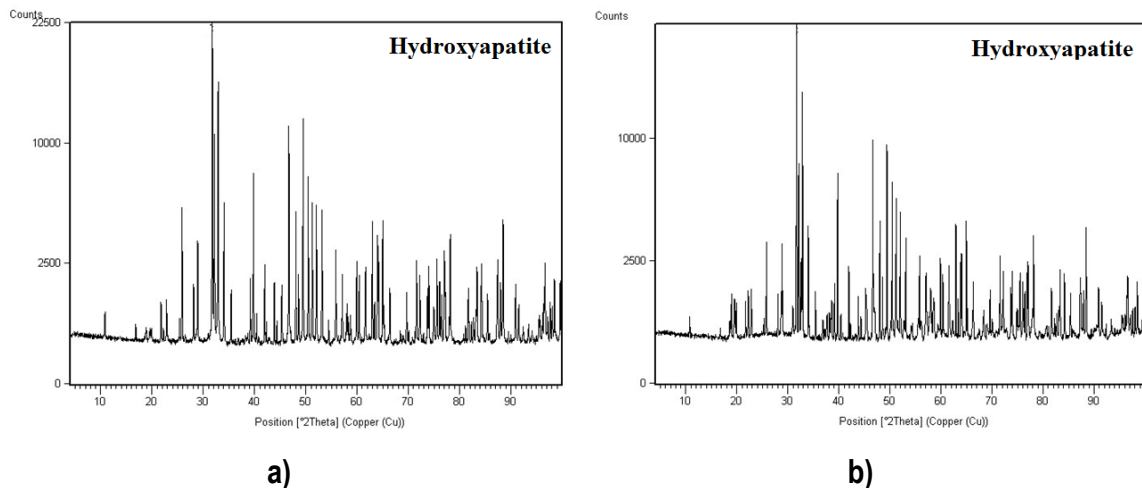 Counts
22500
Hydroxyapatite
10000
2500
0
10 20 30 40 50 60 70 80 90
Position [°2Theta] (Copper (Cu))
a)
Counts
Hydroxyapatite
10000
2500
0
10 20 30 40 50 60 70 80 90
Position [°2Theta] (Copper (Cu))
b)